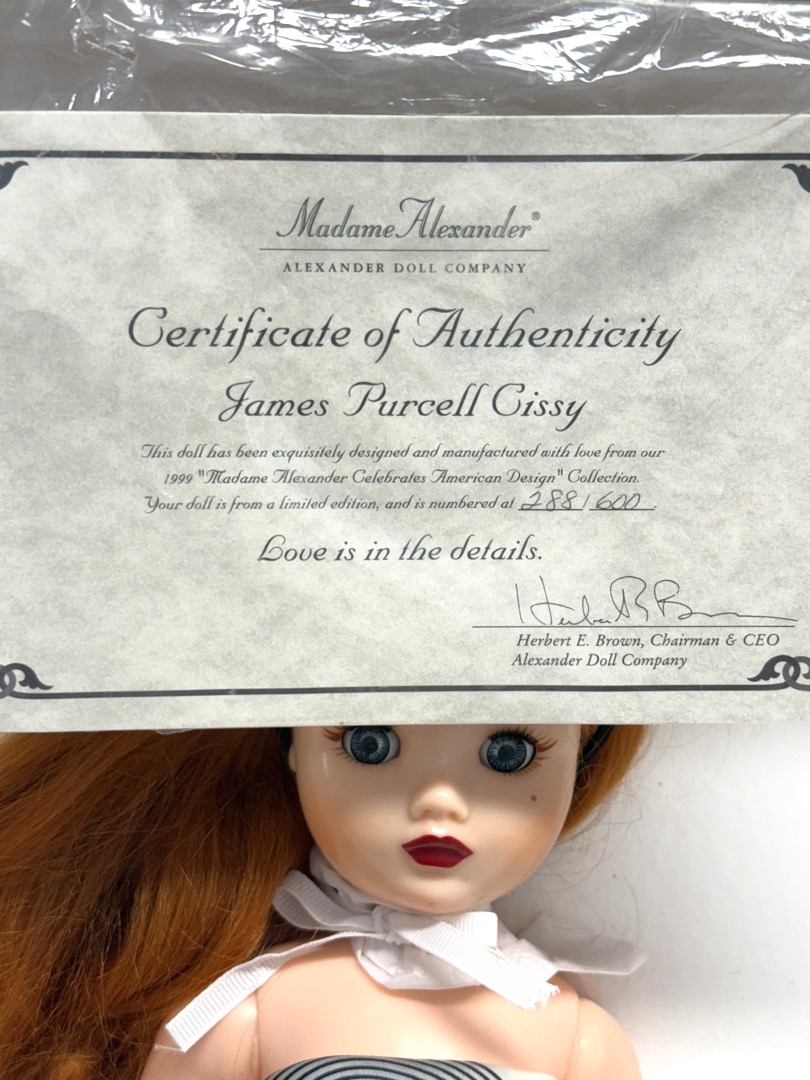 Madame Alexander®
ALEXANDER DOLL COMPANY
Certificate of Authenticity
James Purcell Cissy
This doll has been exquisitely designed and manufactured with love from our
1999 "Madame Alexander Celebrates American Design" Collection.
Your doll is from a limited edition, and is numbered at 288/600.
Love is in the details.
Herbert E. Brown, Chairman & CEO
Alexander Doll Company